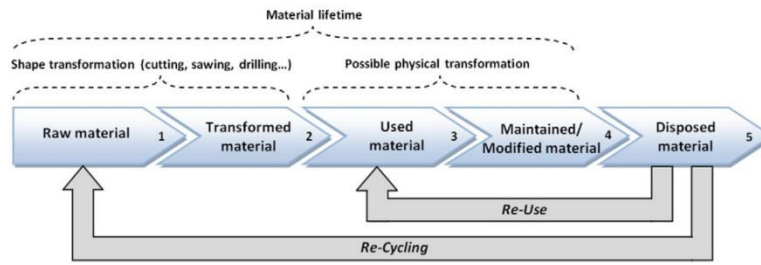 Material lifetime
Shape transformation (cutting, sawing, drilling...)
Possible physical transformation
Raw material
1
Transformed
material
2
Used
material
3
Maintained/
Modified material
4
Disposed
material
5
Re-Use
Re-Cycling